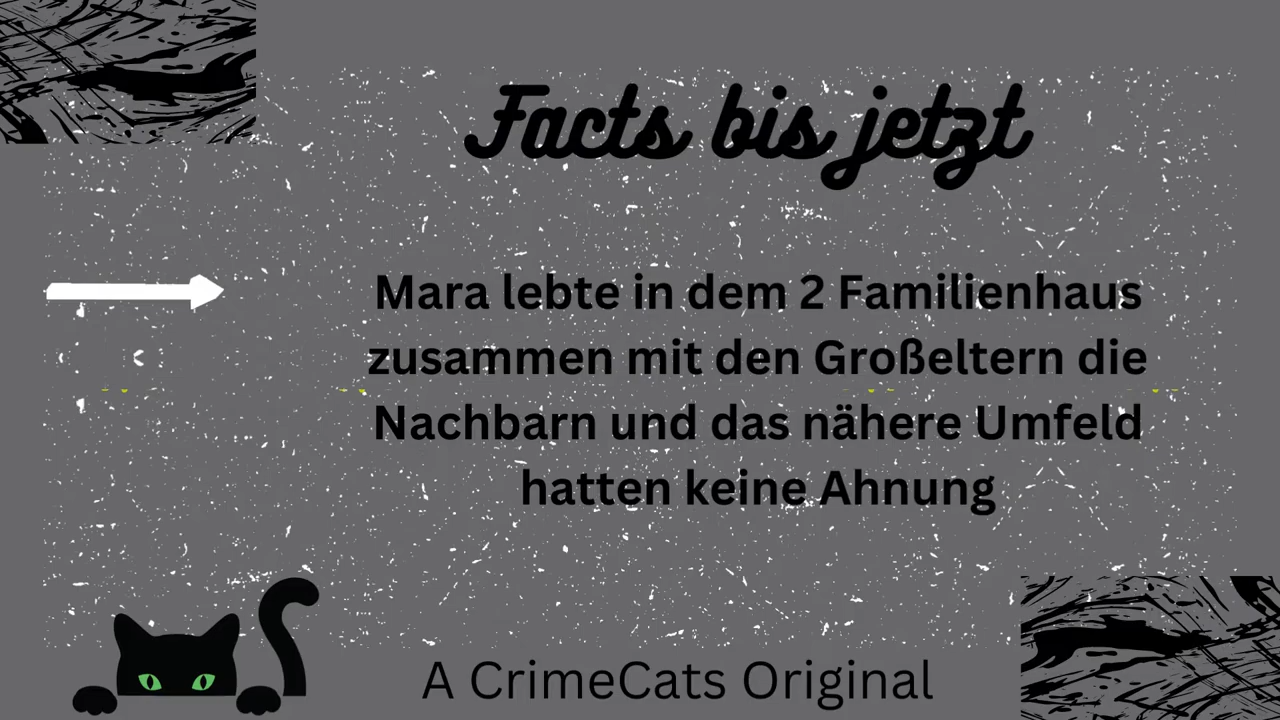 Facts bis jetzt
Mara lebte in dem 2 Familienhaus
zusammen mit den Großeltern die
Nachbarn und das nähere Umfeld
hatten keine Ahnung
A CrimeCats Original